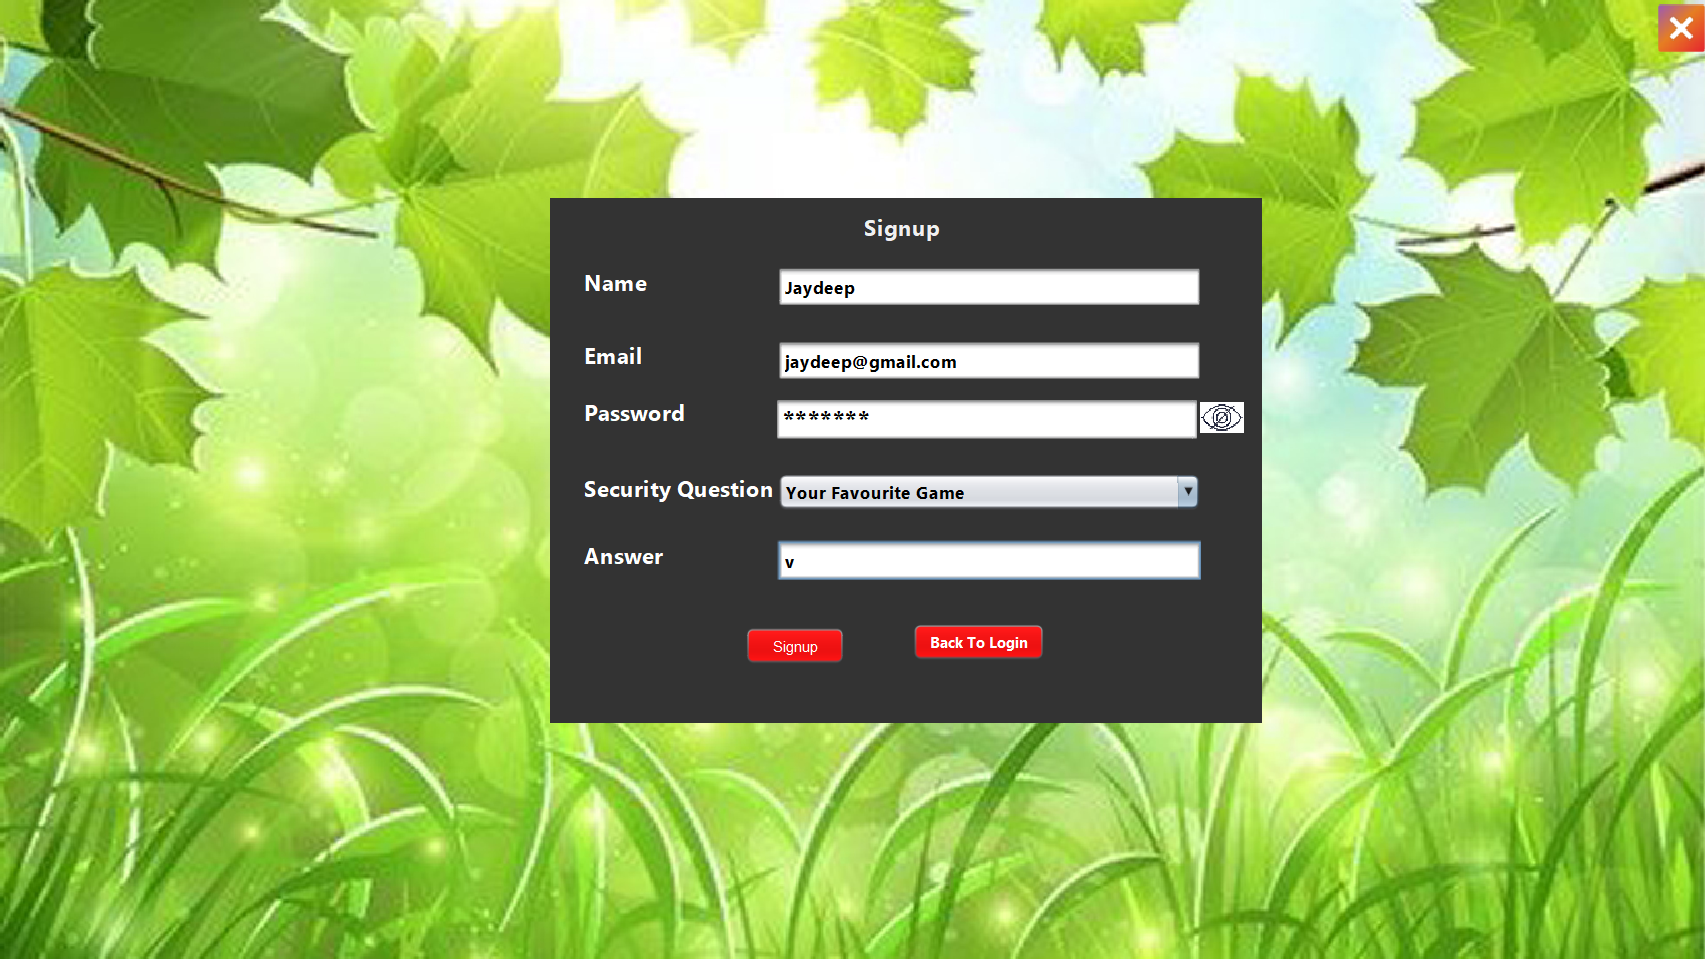 Signup
Name
Jaydeep
Email
jaydeep@gmail.com
Password
*******
Security Question
Your Favourite Game
Answer
v
Signup
Back To Login